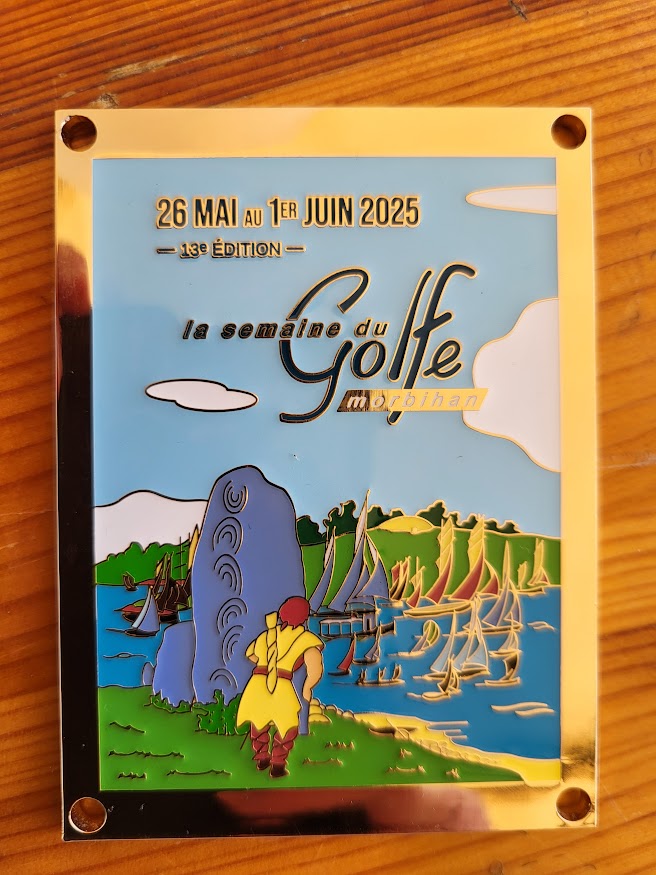 26 MAI AU 1ER JUIN 2025
— 13e ÉDITION —
la semaine du Golfe
morbihan